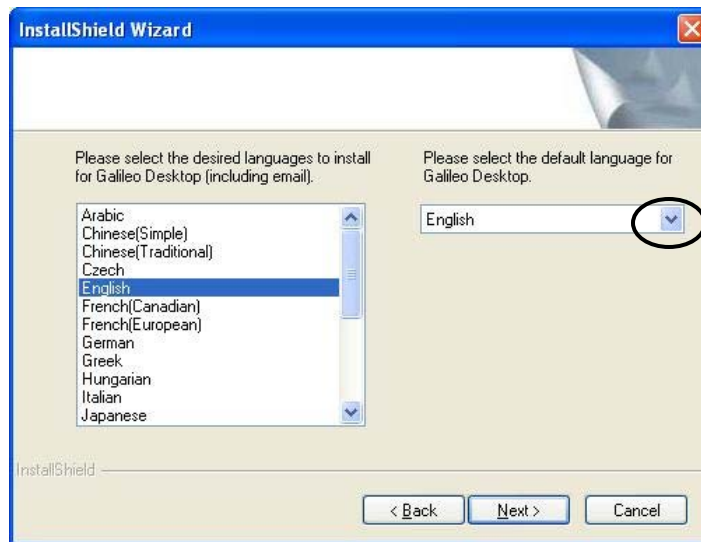 InstallShield Wizard
Please select the desired languages to install
for Galileo Desktop (including email).
Arabic
Chinese(Simple)
Chinese(Traditional)
Czech
English
French(Canadian)
French(European)
German
Greek
Hungarian
Italian
Japanese
Please select the default language for
Galileo Desktop.
English
InstallShield
< Back
Next >
Cancel